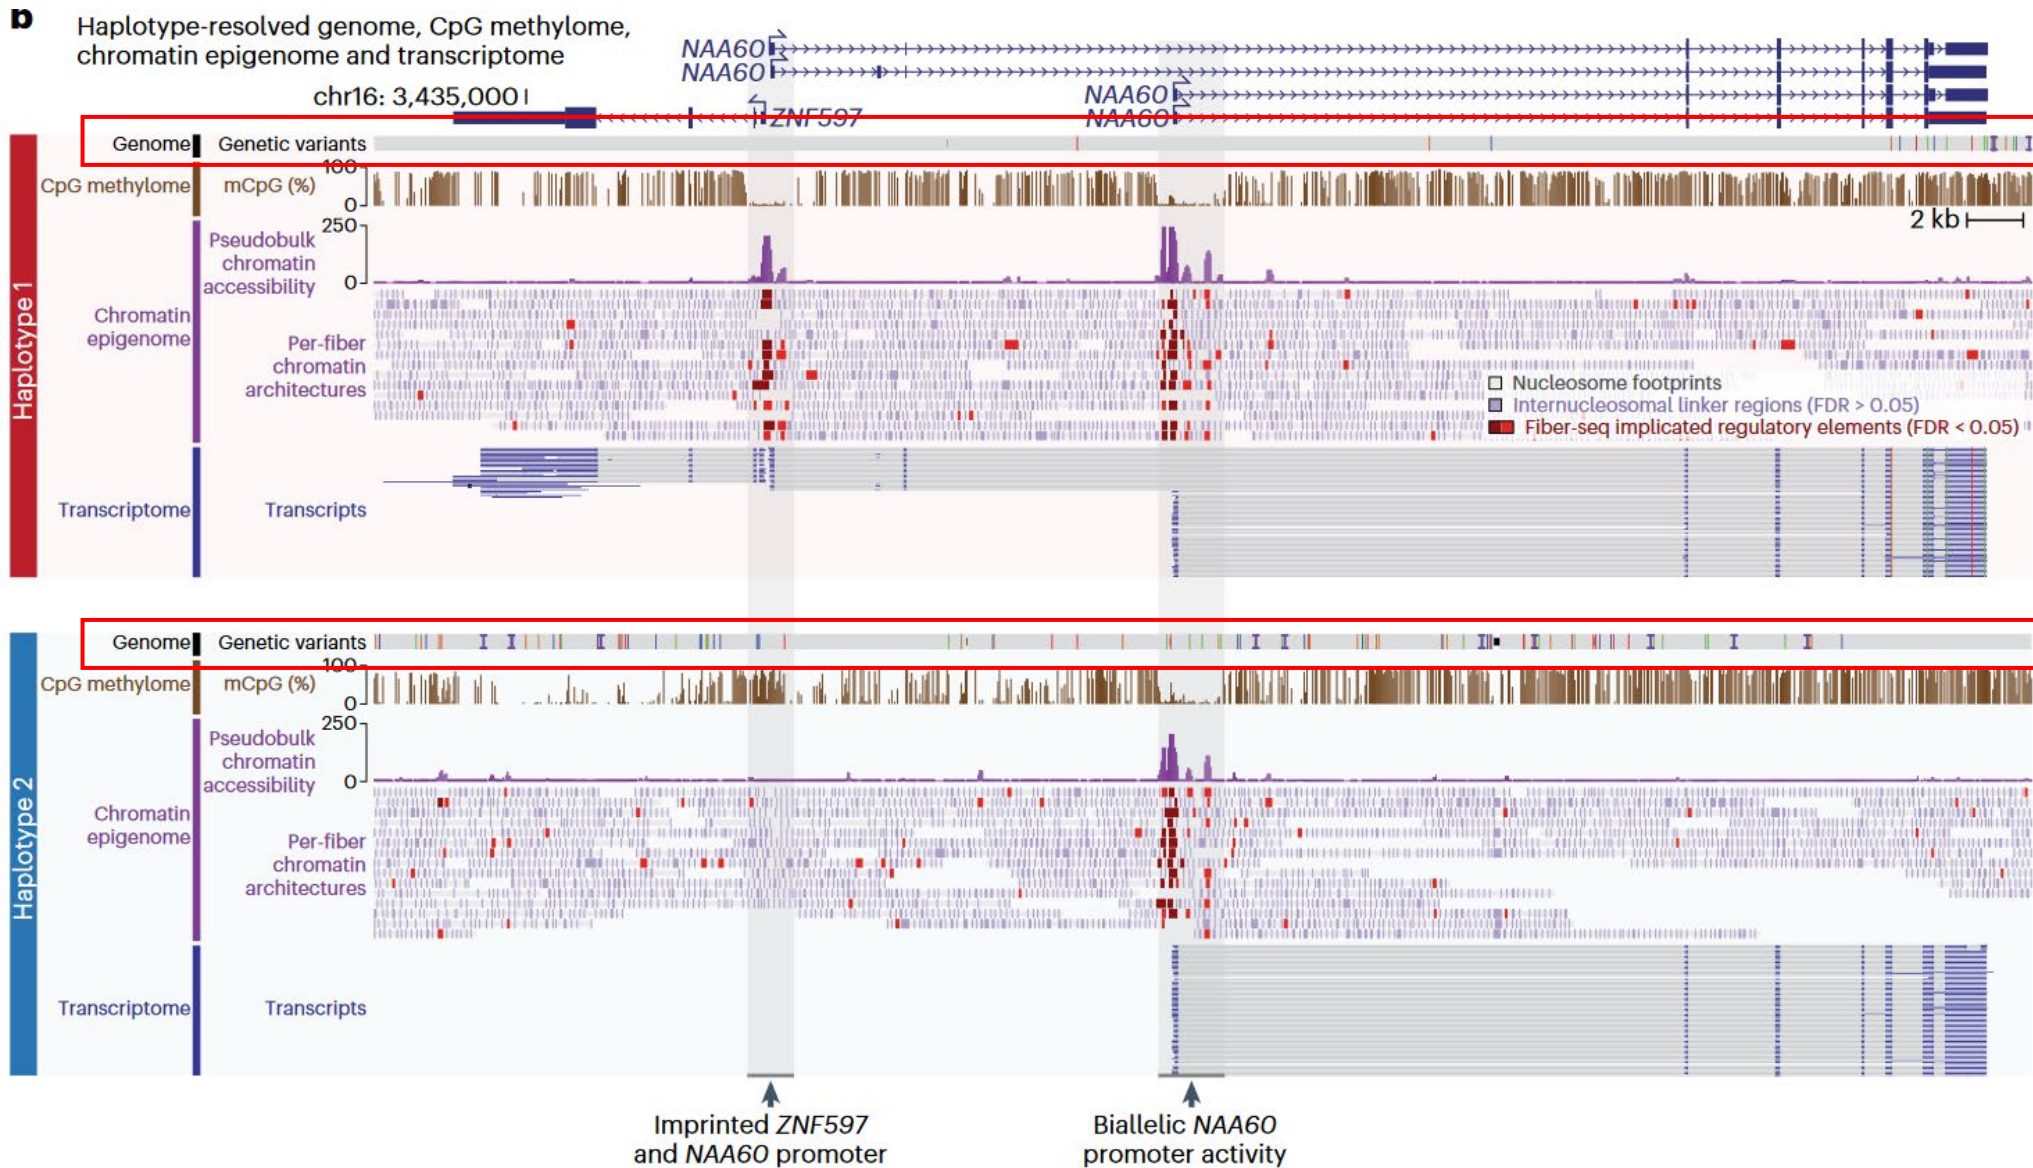 b
Haplotype-resolved genome, CpG methylome,
chromatin epigenome and transcriptome
NAA60
NAA60
chr16: 3,435,000
NAA60
ZNF597
NAA60
Haplotype 1
Genome
Genetic variants
CpG methylome
mCpG (%)
100
0
2 kb
Chromatin
epigenome
Pseudobulk
chromatin
accessibility
250
0
Per-fiber
chromatin
architectures
Nucleosome footprints
Internucleosomal linker regions (FDR > 0.05)
Fiber-seq implicated regulatory elements (FDR < 0.05)
Transcriptome
Transcripts
Haplotype 2
Genome
Genetic variants
CpG methylome
mCpG (%)
100
0
Chromatin
epigenome
Pseudobulk
chromatin
accessibility
250
0
Per-fiber
chromatin
architectures
Transcriptome
Transcripts
Imprinted ZNF597
and NAA60 promoter
Biallelic NAA60
promoter activity